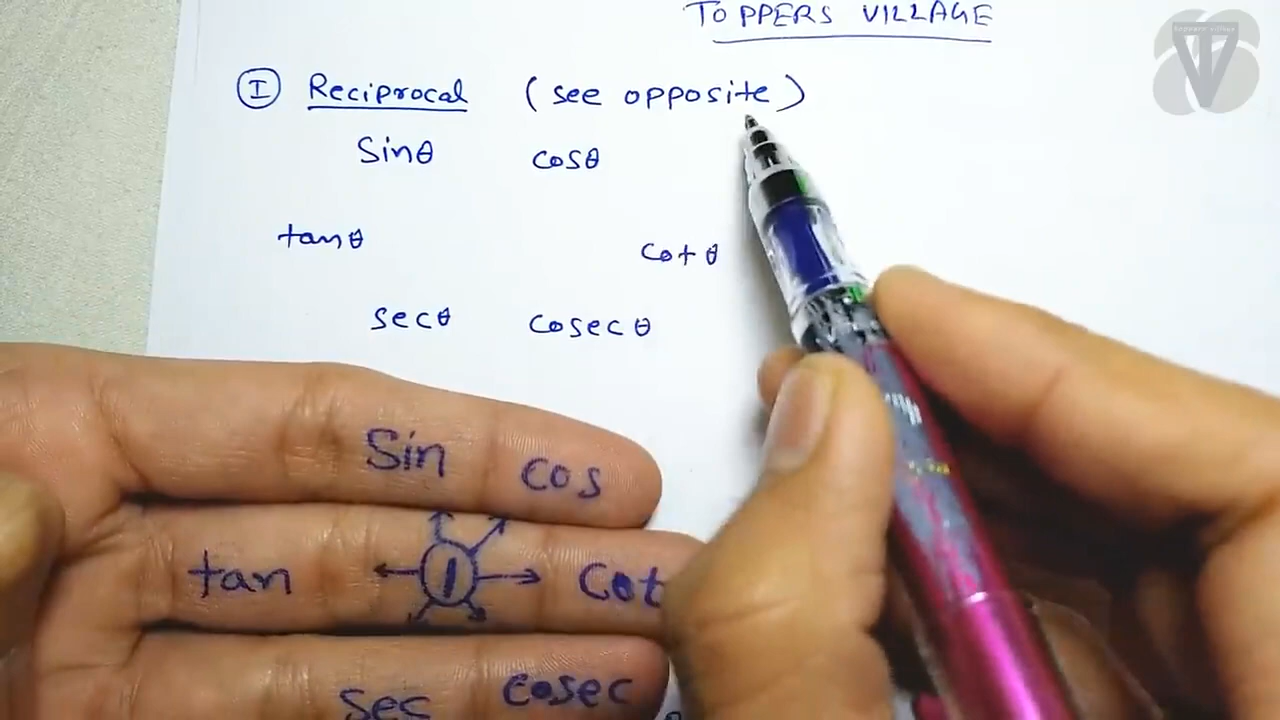 TOPPERS VILLAGE
I Reciprocal (see opposite)
Sinθ cosθ
tanθ cotθ
secθ cosecθ
Sin cos
tan 1 Cot
sec cosec